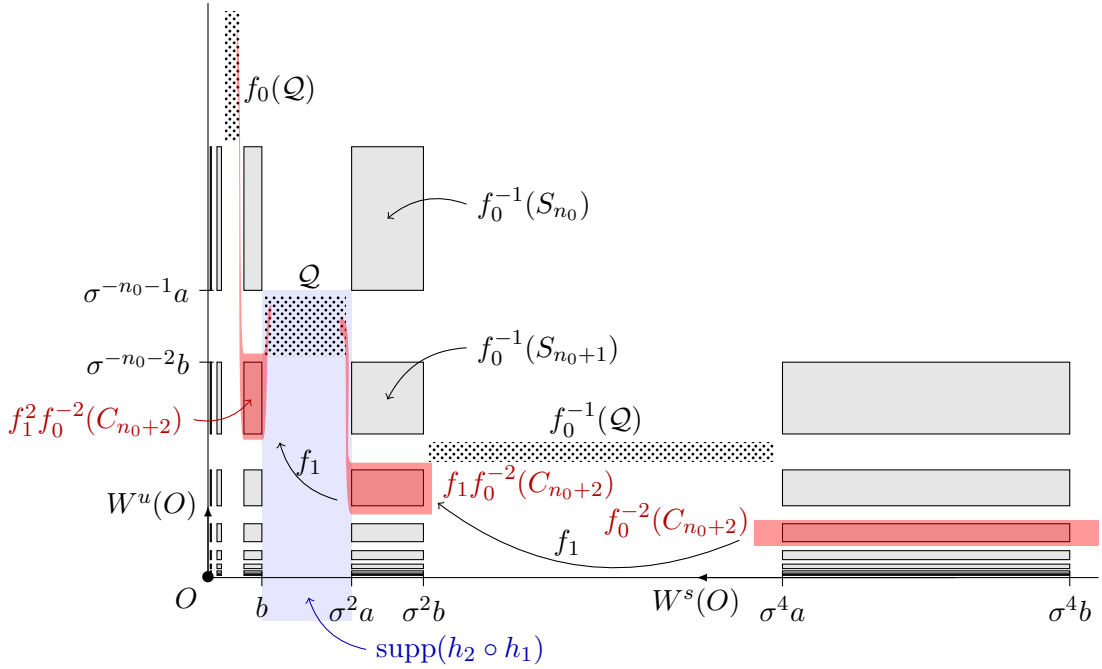 $f_0(\mathcal{Q})$
$f_0^{-1}(S_{n_0})$
$\mathcal{Q}$
$\sigma^{-n_0-1}a$
$f_0^{-1}(S_{n_0+1})$
$\sigma^{-n_0-2}b$
$f_0^{-1}(\mathcal{Q})$
$f_1^2 f_0^{-2}(C_{n_0+2})$
$f_1$
$f_1 f_0^{-2}(C_{n_0+2})$
$W^u(O)$
$f_0^{-2}(C_{n_0+2})$
$f_1$
$O$ $b$ $\sigma^2 a$ $\sigma^2 b$ $W^s(O)$ $\sigma^4 a$ $\sigma^4 b$
$\mathrm{supp}(h_2 \circ h_1)$